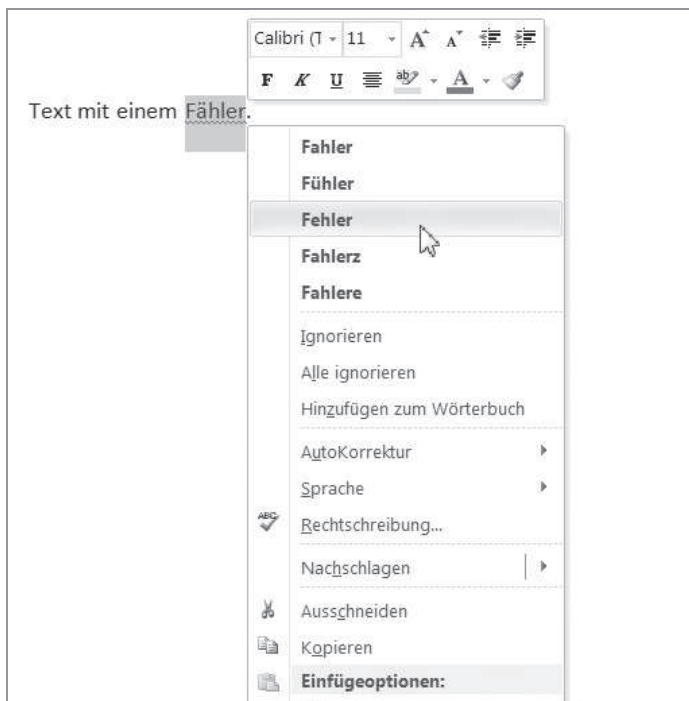 Calibri (T 11 A A
F K U ab A
Text mit einem Fähler.
Fahler
Fühler
Fehler
Fahlerz
Fahlere
Ignorieren
Alle ignorieren
Hinzufügen zum Wörterbuch
AutoKorrektur
Sprache
ABC Rechtschreibung...
Nachschlagen
Ausschneiden
Kopieren
Einfügeoptionen: